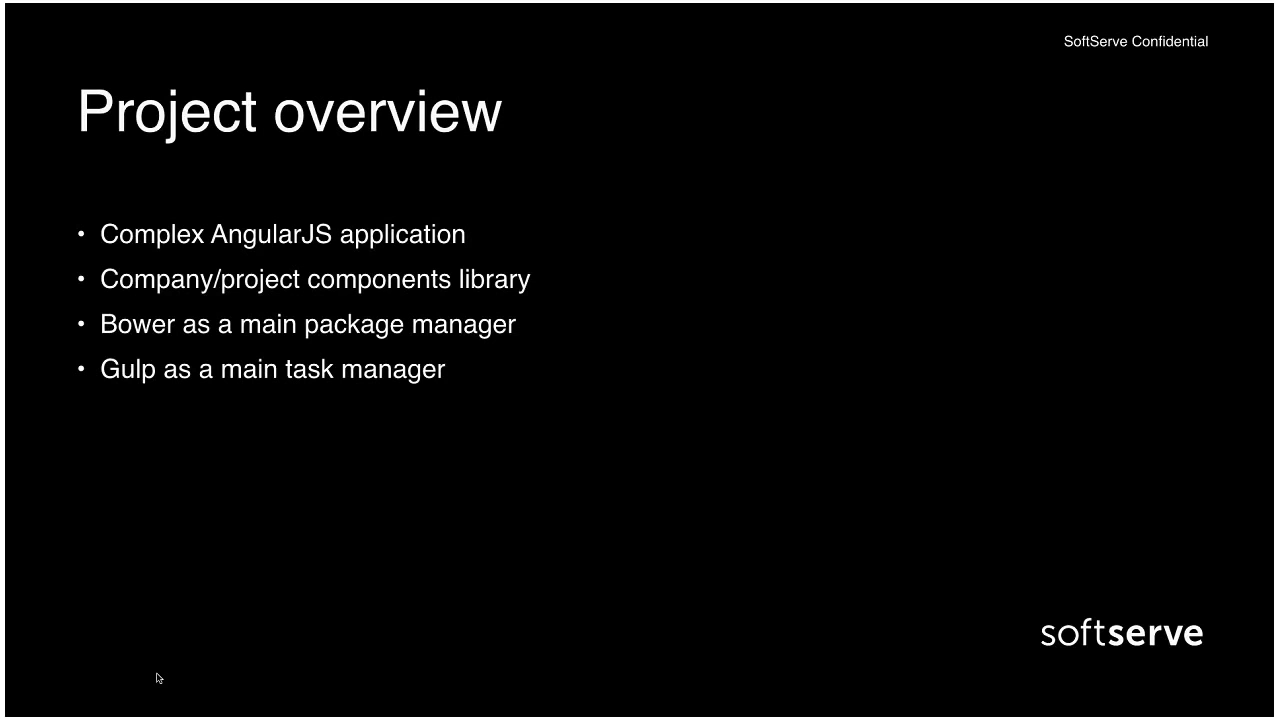 SoftServe Confidential
Project overview
• Complex AngularJS application
• Company/project components library
• Bower as a main package manager
• Gulp as a main task manager
softserve